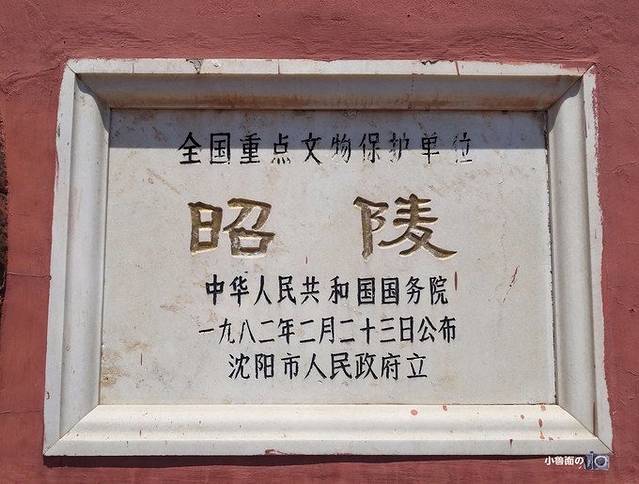 全国重点文物保护单位
昭陵
中华人民共和国国务院
一九八二年二月二十三日公布
沈阳市人民政府立
小兽面の